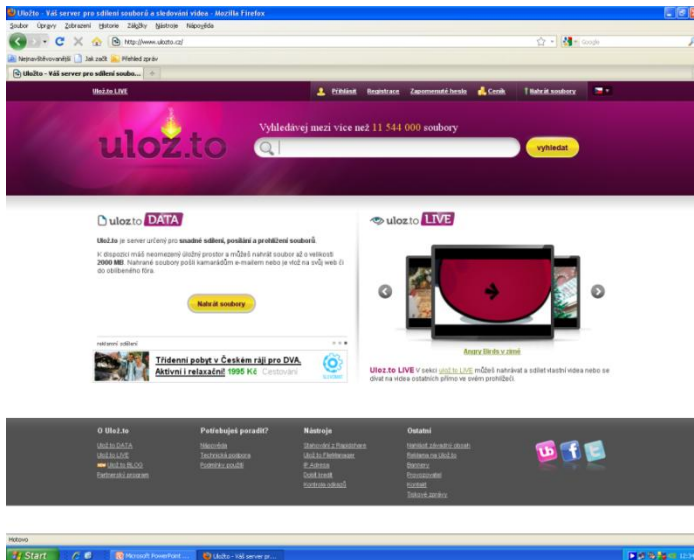 Uložto - Váš server pro sdílení souborů a sledování videa - Mozilla Firefox
Soubor Úpravy Zobrazení Historie Záložky Nástroje Nápověda
http://www.ulozto.cz/
Google
Nejnavštěvovanější Jak začít Přehled zpráv
Uložto - Váš server pro sdílení soubo...
Ulož.to LIVE Přihlásit Registrace Zapomenuté heslo Ceník Nahrát soubory
uloz.to
Vyhledávej mezi více než 11 544 000 soubory
vyhledat
uloz.to DATA
Ulož.to je server určený pro snadné sdílení, posílání a prohlížení souborů.
K dispozici máš neomezený úložný prostor a můžeš nahrát soubor až o velikosti
2000 MB. Nahrané soubory pošli kamarádům e-mailem nebo je vlož na svůj web či
do oblíbeného fóra.
Nahrát soubory
reklamní sdělení
Třídenní pobyt v Českém ráji pro DVA.
Aktivní i relaxační! 1995 Kč Cestování
uloz.to LIVE
Angry Birds v zimě
Uloz.to LIVE V sekci uloz.to LIVE můžeš nahrávat a sdílet vlastní videa nebo se
dívat na videa ostatních přímo ve svém prohlížeči.
O Ulož.to
Ulož.to DATA
Ulož.to LIVE
Ulož.to BLOG
Partnerský program
Potřebuješ poradit?
Nápověda
Technická podpora
Podmínky použití
Nástroje
Stahování z Rapidshare
Ulož.to FileManager
IP Adresa
Dobít kredit
Kontrola odkazů
Ostatní
Nahlásit závadný obsah
Reklama na Ulož.to
Bannery
Provozovatel
Kontakt
Tiskové zprávy
Hotovo
Start Microsoft PowerPoint ... Uložto - Váš server pr...